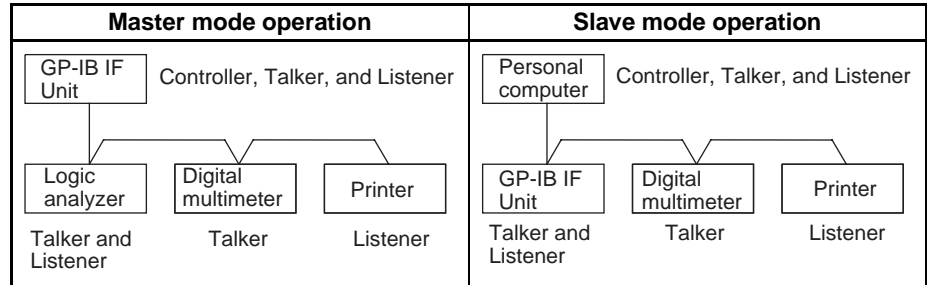 Master mode operation
Slave mode operation
GP-IB IF
Unit
Controller, Talker, and Listener
Logic
analyzer
Digital
multimeter
Printer
Talker and
Listener
Talker
Listener
Personal
computer
Controller, Talker, and Listener
GP-IB IF
Unit
Digital
multimeter
Printer
Talker and
Listener
Talker
Listener